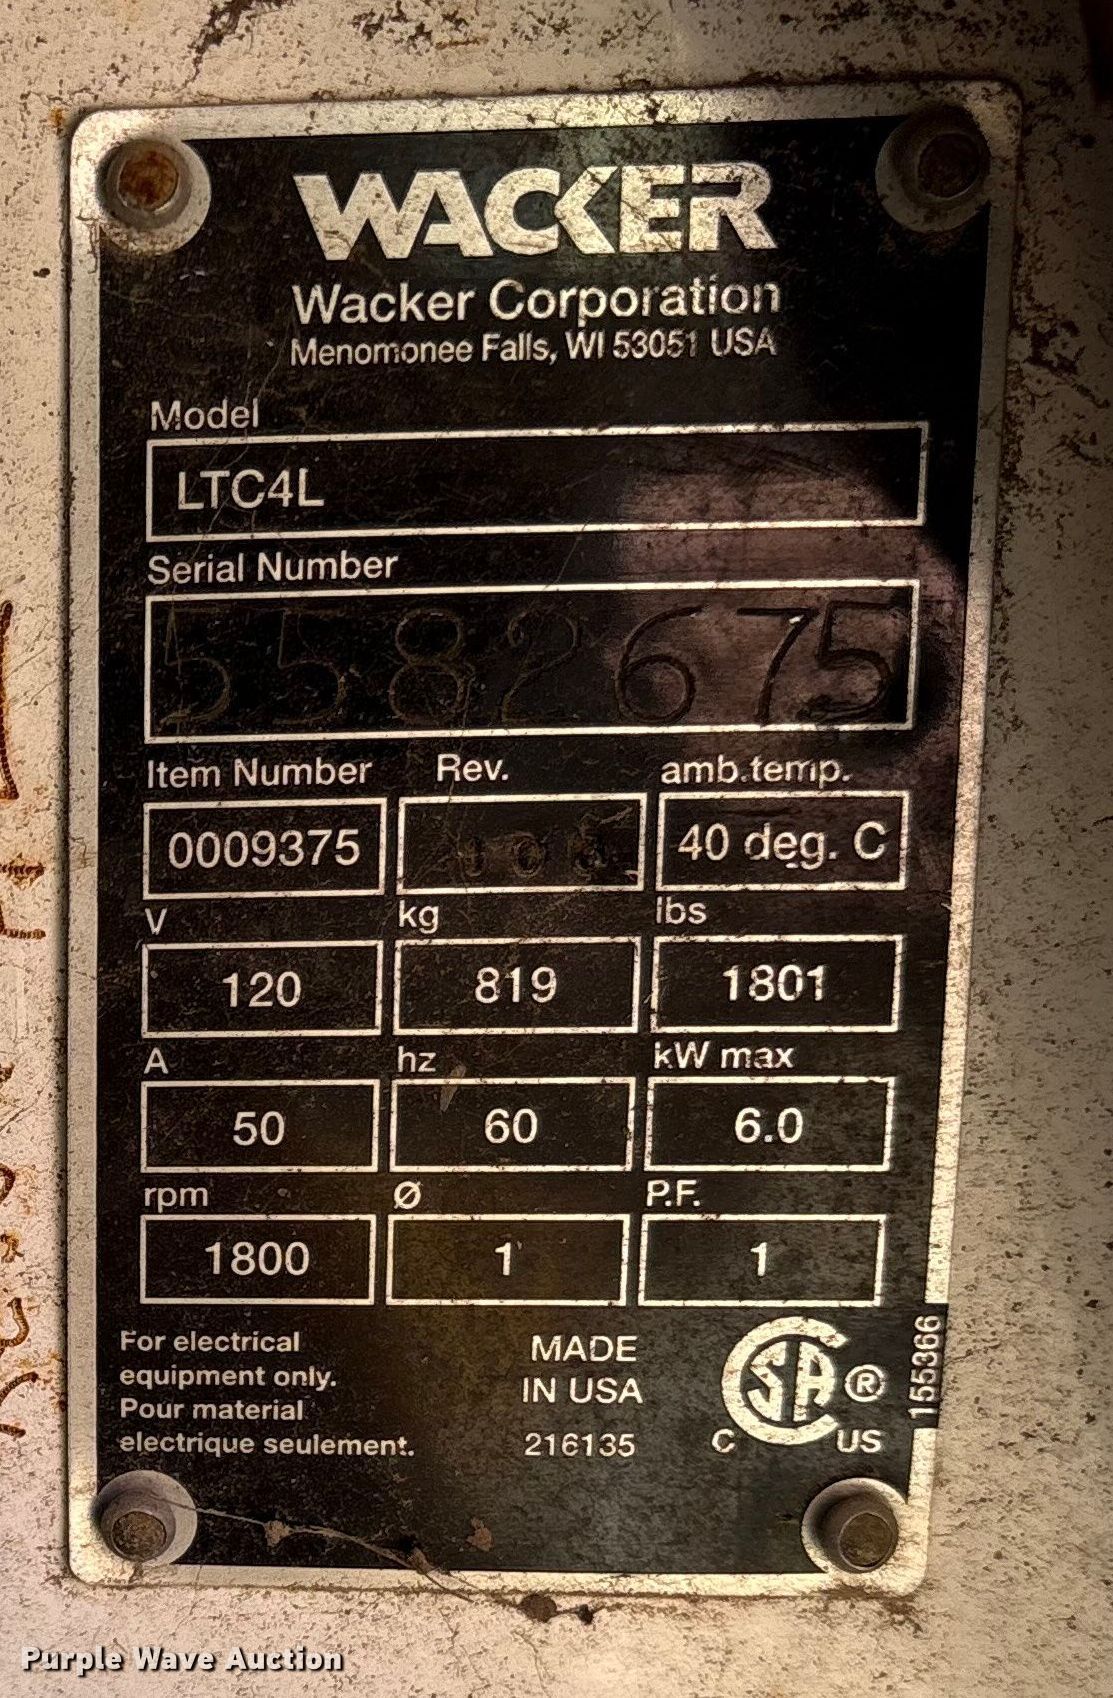 WACKER
Wacker Corporation
Menomonee Falls, WI 53051 USA
Model
LTC4L
Serial Number
5582675
Item Number Rev. amb.temp.
0009375 40 deg. C
V kg lbs
120 819 1801
A hz kW max
50 60 6.0
rpm Ø P.F.
1800 1 1
For electrical
equipment only.
Pour material
electrique seulement.
MADE
IN USA
216135
CSA ®
C US
155366
Purple Wave Auction